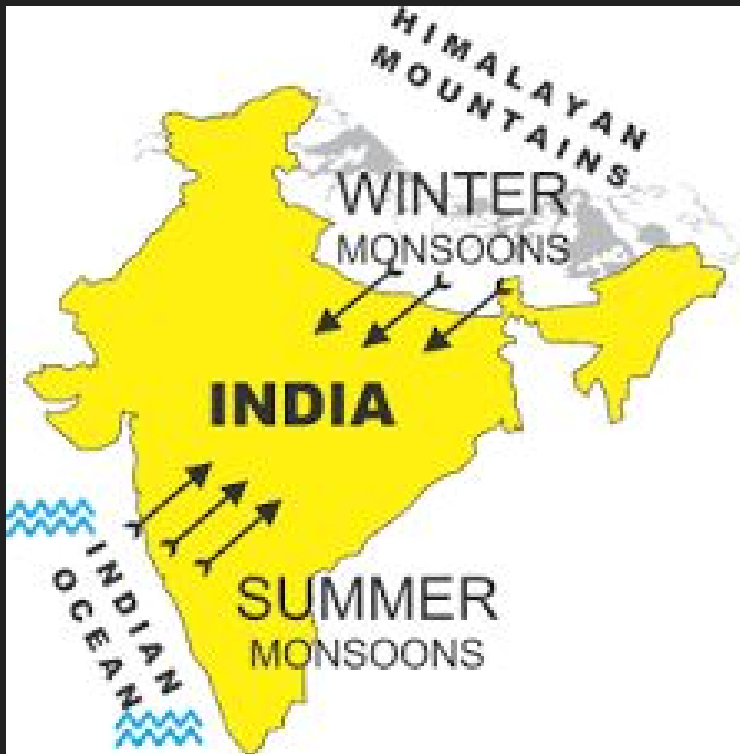 HIMALAYAN
MOUNTAINS
WINTER
MONSOONS
INDIA
INDIAN
OCEAN
SUMMER
MONSOONS